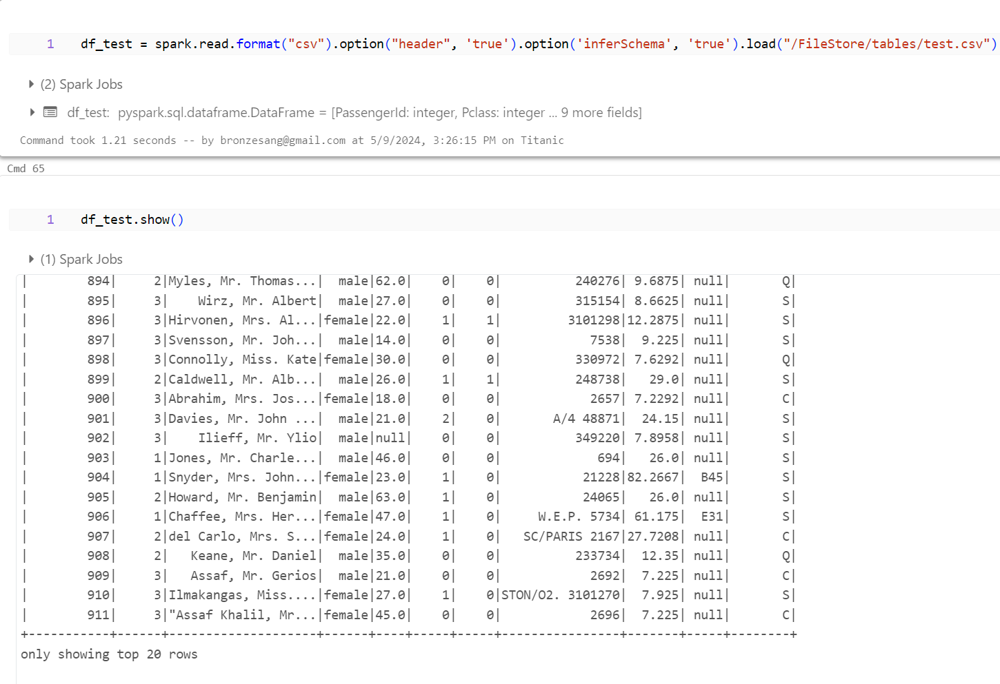 1 df_test = spark.read.format("csv").option("header", 'true').option('inferSchema', 'true').load("/FileStore/tables/test.csv")
(2) Spark Jobs
df_test: pyspark.sql.dataframe.DataFrame = [PassengerId: integer, Pclass: integer ... 9 more fields]
Command took 1.21 seconds -- by bronzesang@gmail.com at 5/9/2024, 3:26:15 PM on Titanic
Cmd 65
1 df_test.show()
(1) Spark Jobs
|        894|     2|Myles, Mr. Thomas...|  male|62.0|    0|    0|          240276| 9.6875| null|       Q|
|        895|     3|    Wirz, Mr. Albert|  male|27.0|    0|    0|          315154| 8.6625| null|       S|
|        896|     3|Hirvonen, Mrs. Al...|female|22.0|    1|    1|         3101298|12.2875| null|       S|
|        897|     3|Svensson, Mr. Joh...|  male|14.0|    0|    0|            7538|  9.225| null|       S|
|        898|     3|Connolly, Miss. Kate|female|30.0|    0|    0|          330972| 7.6292| null|       Q|
|        899|     2|Caldwell, Mr. Alb...|  male|26.0|    1|    1|          248738|   29.0| null|       S|
|        900|     3|Abrahim, Mrs. Jos...|female|18.0|    0|    0|            2657| 7.2292| null|       C|
|        901|     3|Davies, Mr. John ...|  male|21.0|    2|    0|       A/4 48871|  24.15| null|       S|
|        902|     3|    Ilieff, Mr. Ylio|  male|null|    0|    0|          349220| 7.8958| null|       S|
|        903|     1|Jones, Mr. Charle...|  male|46.0|    0|    0|             694|   26.0| null|       S|
|        904|     1|Snyder, Mrs. John...|female|23.0|    1|    0|           21228|82.2667|  B45|       S|
|        905|     2|Howard, Mr. Benjamin|  male|63.0|    1|    0|           24065|   26.0| null|       S|
|        906|     1|Chaffee, Mrs. Her...|female|47.0|    1|    0|     W.E.P. 5734| 61.175|  E31|       S|
|        907|     2|del Carlo, Mrs. S...|female|24.0|    1|    0|   SC/PARIS 2167|27.7208| null|       C|
|        908|     2|   Keane, Mr. Daniel|  male|35.0|    0|    0|          233734|  12.35| null|       Q|
|        909|     3|   Assaf, Mr. Gerios|  male|21.0|    0|    0|            2692|  7.225| null|       C|
|        910|     3|Ilmakangas, Miss....|female|27.0|    1|    0|STON/O2. 3101270|  7.925| null|       S|
|        911|     3|"Assaf Khalil, Mr...|female|45.0|    0|    0|            2696|  7.225| null|       C|
+-----------+------+--------------------+------+----+-----+-----+----------------+-------+-----+--------+
only showing top 20 rows